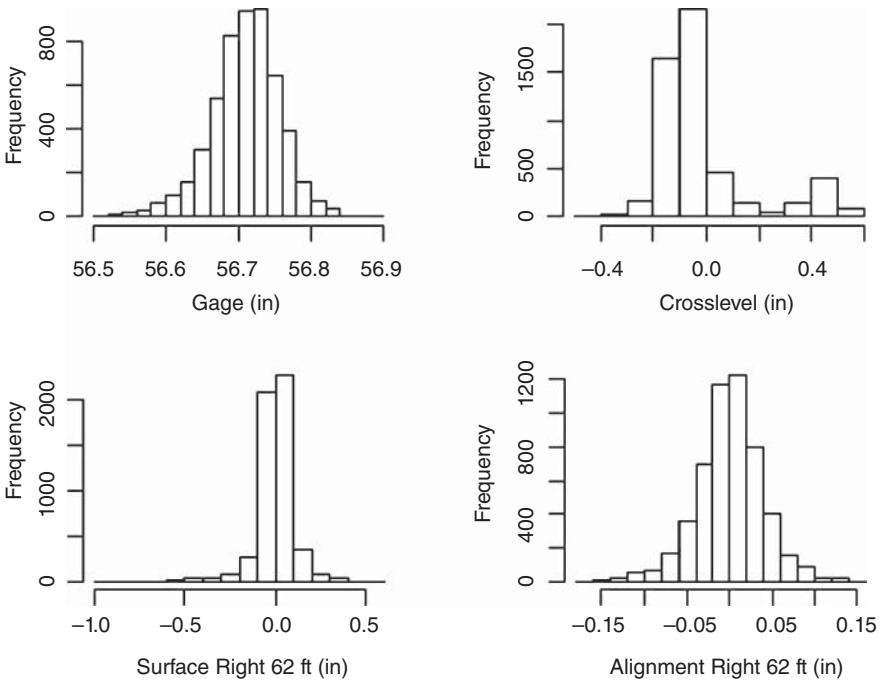 Frequency
0
400
800
56.5 56.6 56.7 56.8 56.9
Gage (in)
Frequency
0
500
1500
–0.4 0.0 0.4
Crosslevel (in)
Frequency
0
1000
2000
–1.0 –0.5 0.0 0.5
Surface Right 62 ft (in)
Frequency
0
400
800
1200
–0.15 –0.05 0.05 0.15
Alignment Right 62 ft (in)